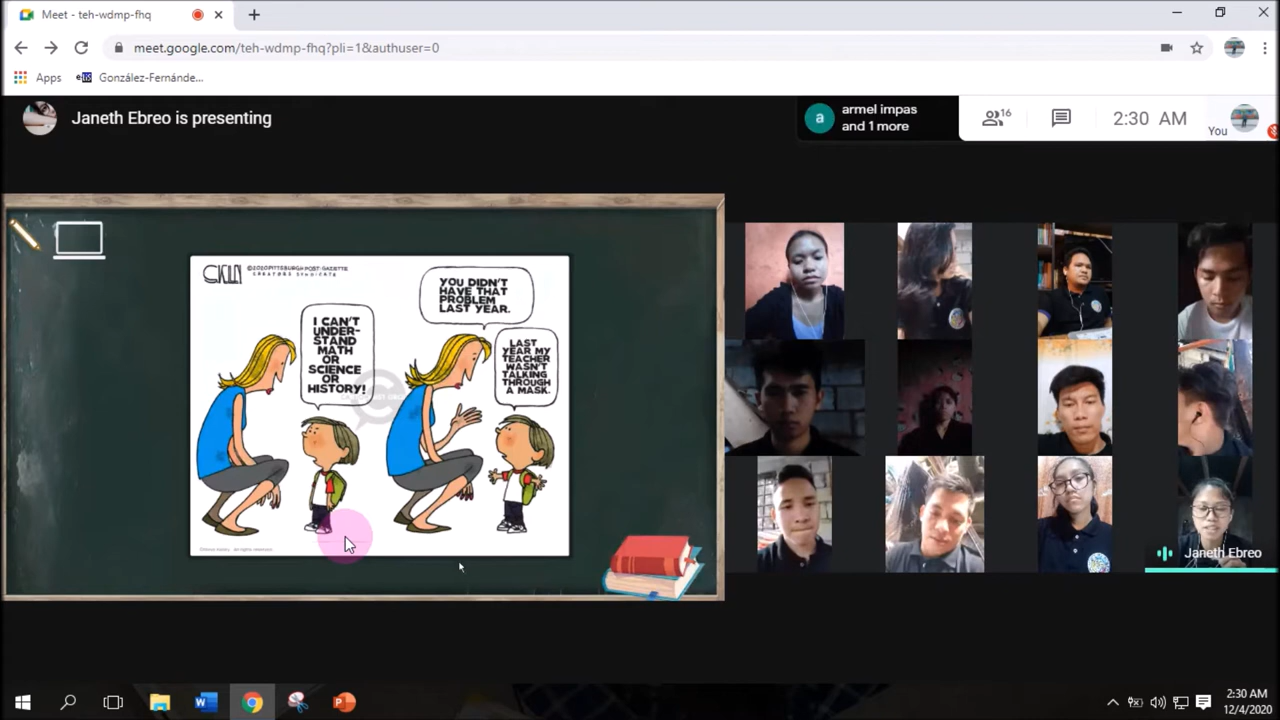 Meet - teh-wdmp-fhq
meet.google.com/teh-wdmp-fhq?pli=1&authuser=0
Apps
González-Fernánde...
Janeth Ebreo is presenting
a
armel impas
and 1 more
16
2:30 AM
You
©2020 PITTSBURGH POST-GAZETTE
CREATORS SYNDICATE
I CAN'T
UNDER-
STAND
MATH
OR
SCIENCE
OR
HISTORY!
YOU DIDN'T
HAVE THAT
PROBLEM
LAST YEAR.
LAST
YEAR MY
TEACHER
WASN'T
TALKING
THROUGH
A MASK.
Janeth Ebreo
2:30 AM
12/4/2020